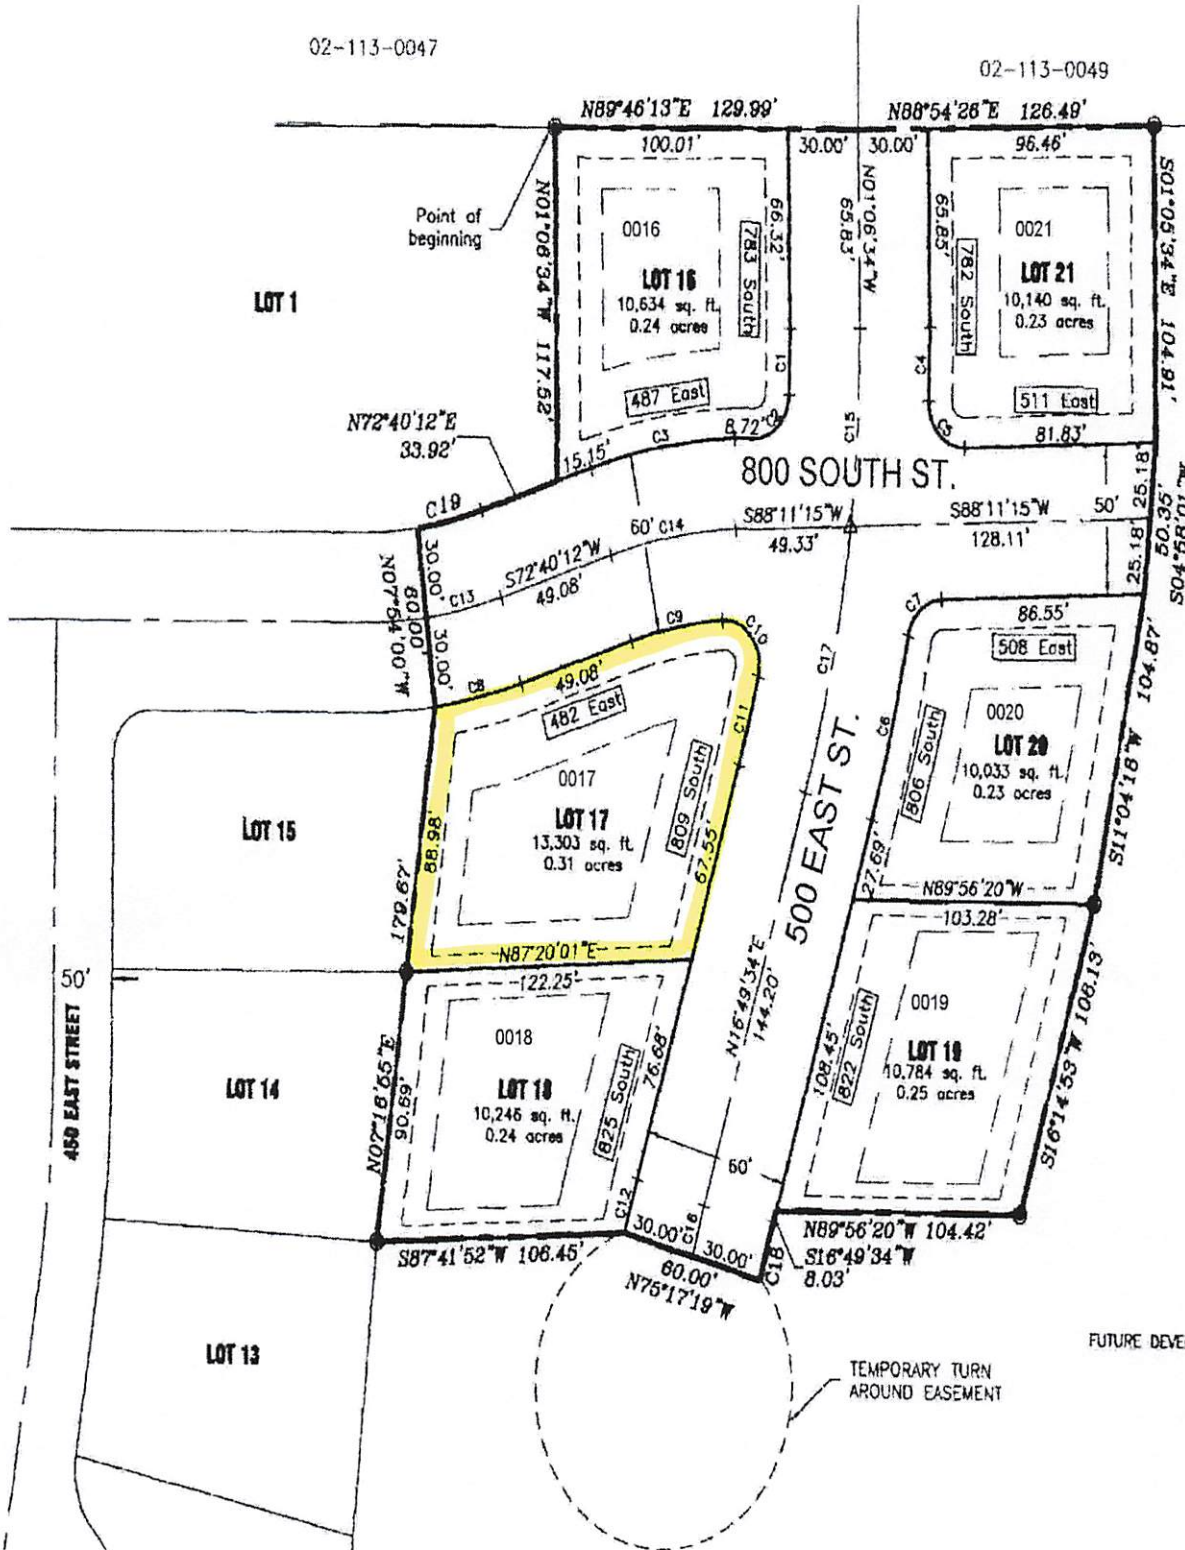 02-113-0047
02-113-0049
N89°46'13"E 129.99'
N88°54'26"E 126.49'
100.01'
30.00'
30.00'
96.46'
Point of
beginning
N01°06'34"W 117.52'
0016
LOT 16
10,634 sq. ft.
0.24 acres
783 South
66.32'
N01°06'34"W
65.83'
65.85'
782 South
0021
LOT 21
10,140 sq. ft.
0.23 acres
S01°05'34"E 104.91'
LOT 1
C1
C4
487 East
511 East
N72°40'12"E
33.92'
15.15'
C3
8.72'
C2
C15
C5
81.83'
800 SOUTH ST.
25.18'
50.35'
S04°58'01"W
C19
60'
C14
S88°11'15"W
49.33'
S88°11'15"W
128.11'
50'
25.18'
30.00'
60.00'
N07°54'00"W
30.00'
C13
S72°40'12"W
49.08'
C9
C10
C17
C7
86.55'
508 East
C8
49.08'
482 East
C11
C6
0017
LOT 17
13,303 sq. ft.
0.31 acres
809 South
67.55'
88.98'
179.67'
LOT 15
500 EAST ST.
806 South
0020
LOT 20
10,033 sq. ft.
0.23 acres
S11°04'18"W 104.87'
27.69'
N89°56'20"W
103.28'
N87°20'01"E
122.25'
50'
450 EAST STREET
LOT 14
N07°16'55"E
90.69'
0018
LOT 18
10,246 sq. ft.
0.24 acres
825 South
76.68'
N16°49'34"E
144.20'
108.45'
822 South
0019
LOT 19
10,784 sq. ft.
0.25 acres
S16°14'53"W 108.13'
60'
C12
30.00'
C16
30.00'
C18
S87°41'52"W 106.45'
60.00'
N75°17'19"W
N89°56'20"W 104.42'
S16°49'34"W
8.03'
LOT 13
FUTURE DEVE
TEMPORARY TURN
AROUND EASEMENT